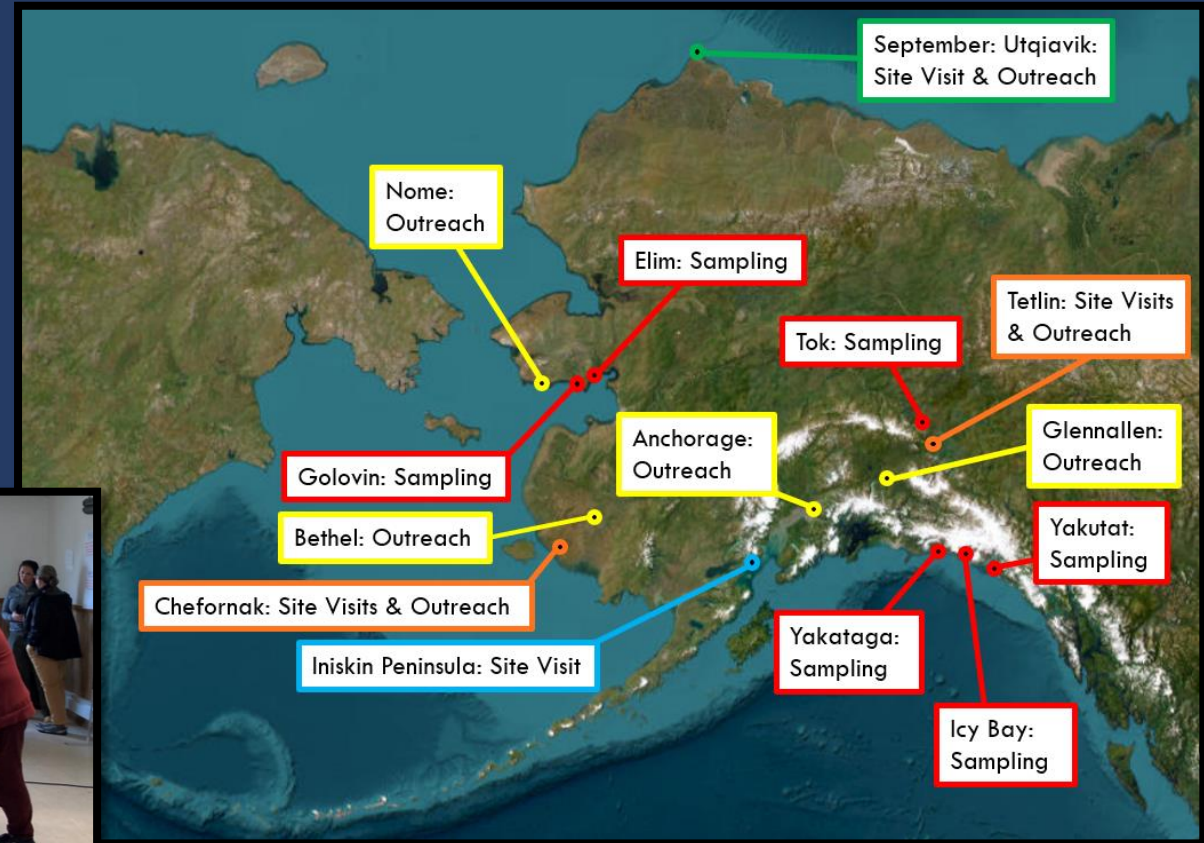 September: Utqiavik:
Site Visit & Outreach
Nome:
Outreach
Elim: Sampling
Tetlin: Site Visits
& Outreach
Tok: Sampling
Anchorage:
Outreach
Glennallen:
Outreach
Golovin: Sampling
Bethel: Outreach
Yakutat:
Sampling
Chefornak: Site Visits & Outreach
Yakataga:
Sampling
Iniskin Peninsula: Site Visit
Icy Bay:
Sampling